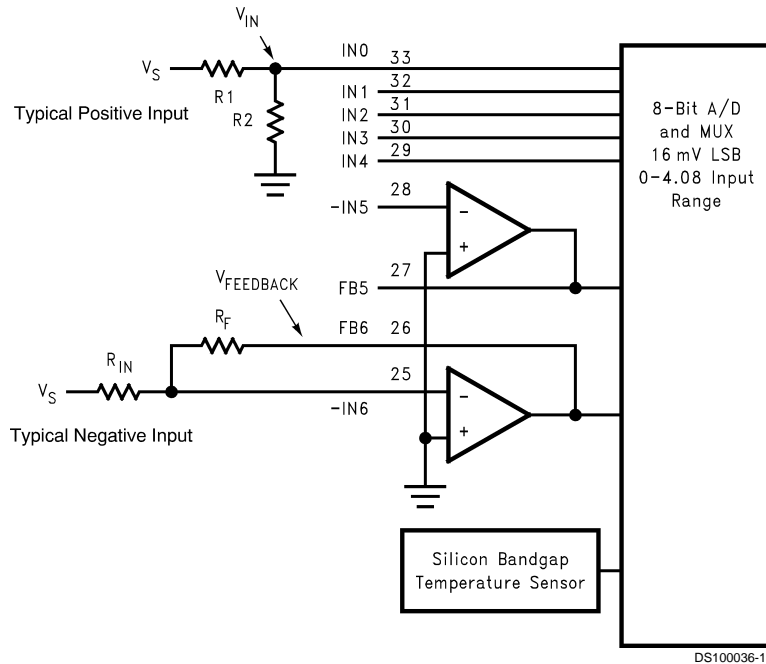 V_IN
IN0 33
V_S
R1
IN1 32
Typical Positive Input
R2
IN2 31
IN3 30
IN4 29
8-Bit A/D
and MUX
16 mV LSB
0-4.08 Input
Range
-IN5 28
-
+
V_FEEDBACK
FB5 27
R_F
FB6 26
R_IN
V_S
25
-IN6
-
+
Typical Negative Input
Silicon Bandgap
Temperature Sensor
DS100036-1